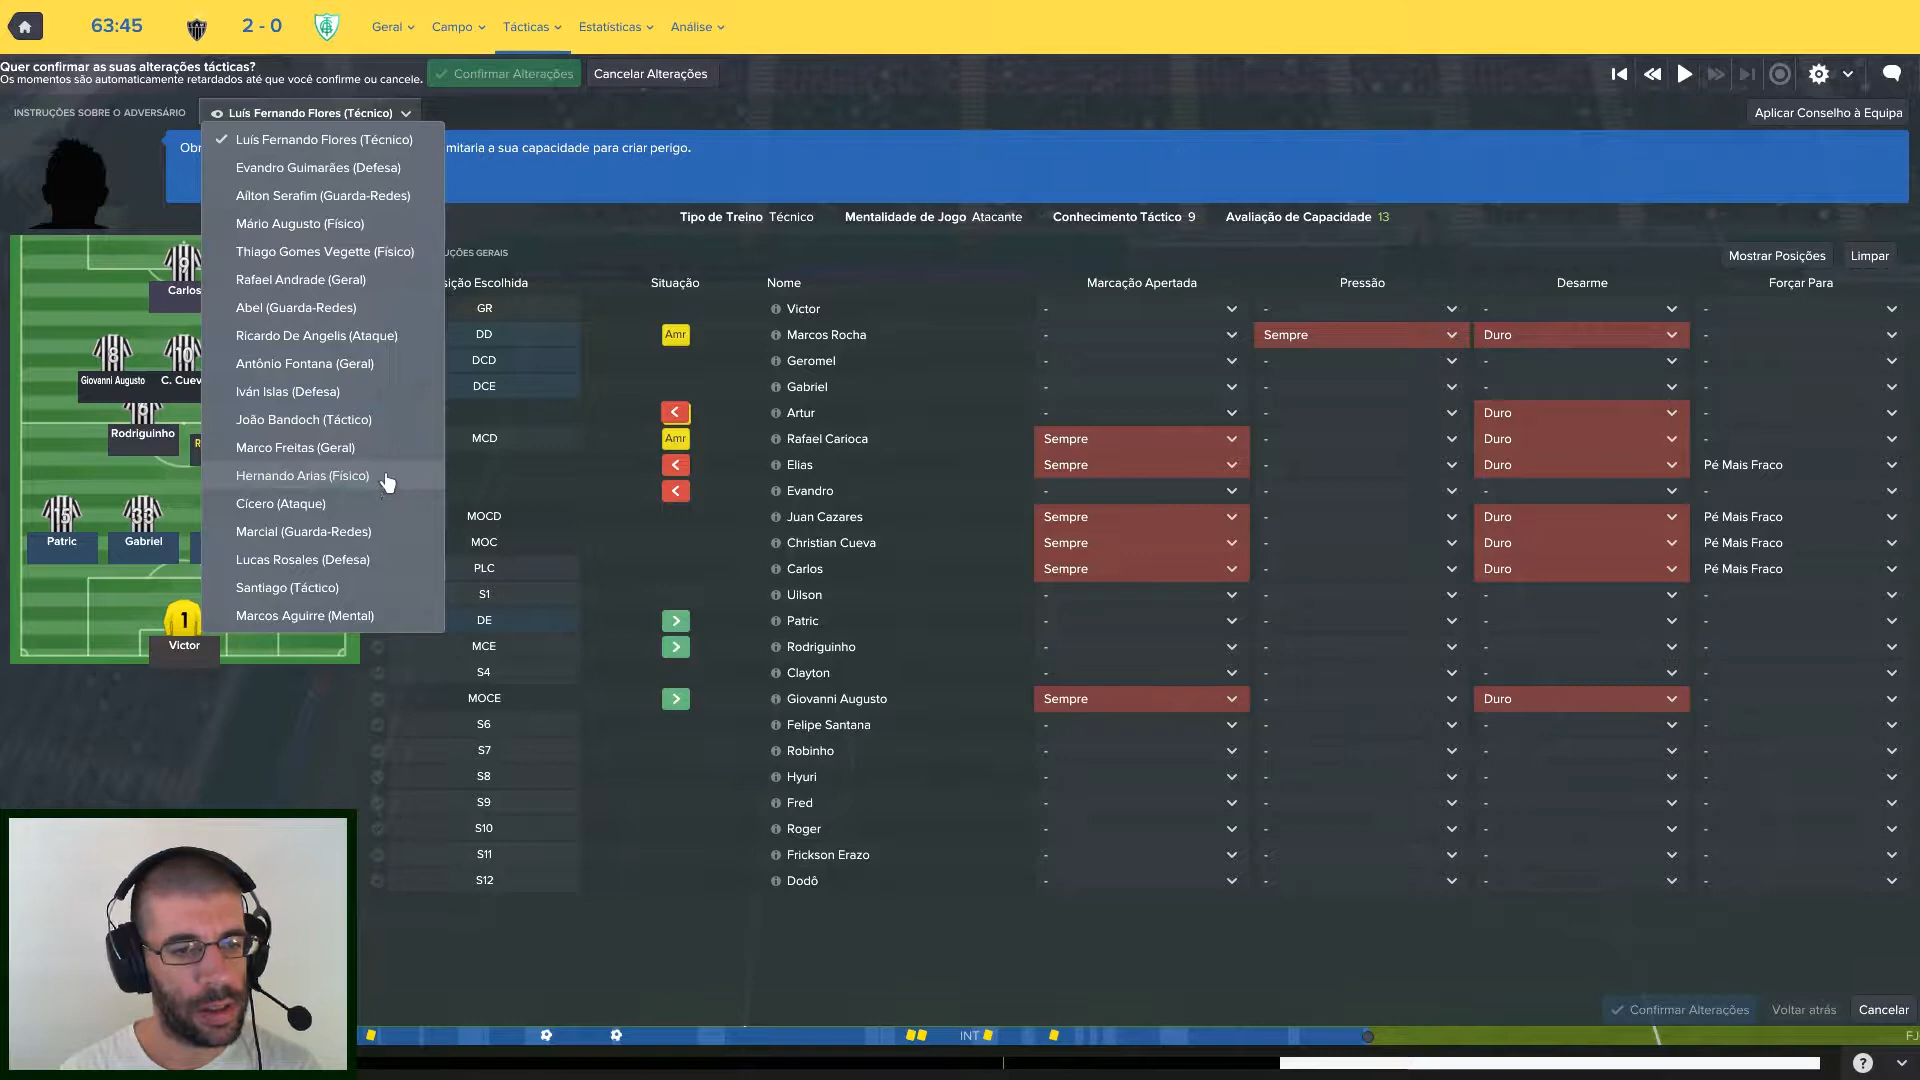 63:45
2 - 0
Geral
Campo
Tácticas
Estatísticas
Análise
Quer confirmar as suas alterações tácticas?
Os momentos são automaticamente retardados até que você confirme ou cancele.
Confirmar Alterações
Cancelar Alterações
INSTRUÇÕES SOBRE O ADVERSÁRIO
Luís Fernando Flores (Técnico)
Aplicar Conselho à Equipa
Luís Fernando Flores (Técnico)
Evandro Guimarães (Defesa)
Aílton Serafim (Guarda-Redes)
Mário Augusto (Físico)
Thiago Gomes Vegette (Físico)
Rafael Andrade (Geral)
Abel (Guarda-Redes)
Ricardo De Angelis (Ataque)
Antônio Fontana (Geral)
Iván Islas (Defesa)
João Bandoch (Táctico)
Marco Freitas (Geral)
Hernando Arias (Físico)
Cícero (Ataque)
Marcial (Guarda-Redes)
Lucas Rosales (Defesa)
Santiago (Táctico)
Marcos Aguirre (Mental)
Obr
mitaria a sua capacidade para criar perigo.
Tipo de Treino Técnico Mentalidade de Jogo Atacante Conhecimento Táctico 9 Avaliação de Capacidade 13
UÇÕES GERAIS
Mostrar Posições
Limpar
sição Escolhida Situação Nome Marcação Apertada Pressão Desarme Forçar Para
GR Victor - - - -
DD Amr Marcos Rocha - Sempre Duro -
DCD Geromel - - - -
DCE Gabriel - - - -
Artur - - Duro -
MCD Amr Rafael Carioca Sempre - Duro -
Elias Sempre - Duro Pé Mais Fraco
Evandro - - - -
MOCD Juan Cazares Sempre - Duro Pé Mais Fraco
MOC Christian Cueva Sempre - Duro Pé Mais Fraco
PLC Carlos Sempre - Duro Pé Mais Fraco
S1 Uilson - - - -
DE Patric - - - -
MCE Rodriguinho - - - -
S4 Clayton - - - -
MOCE Giovanni Augusto Sempre - Duro -
S6 Felipe Santana - - - -
S7 Robinho - - - -
S8 Hyuri - - - -
S9 Fred - - - -
S10 Roger - - - -
S11 Frickson Erazo - - - -
S12 Dodô - - - -
9
Carlos
8
10
Giovanni Augusto
C. Cuev
Rodriguinho
R
15
33
Patric
Gabriel
1
Victor
Confirmar Alterações
Voltar atrás
Cancelar
INT
FJ
?